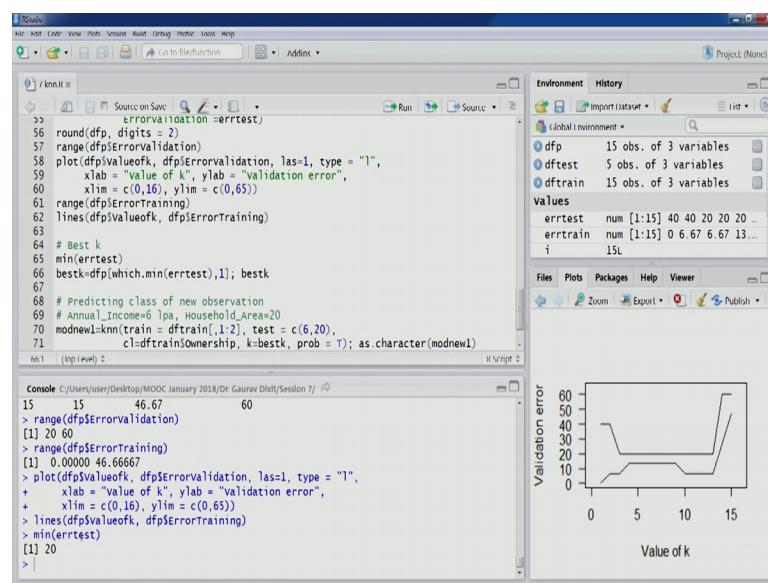 RStudio
File Edit Code View Plots Session Build Debug Profile Tools Help
Go to file/function Addins Project: (None)
knn.R
Source on Save Run Source
55 ErrorValidation =errtest)
56 round(dfp, digits = 2)
57 range(dfp$ErrorValidation)
58 plot(dfp$Valueofk, dfp$ErrorValidation, las=1, type = "l",
59 xlab = "Value of k", ylab = "Validation error",
60 xlim = c(0,16), ylim = c(0,65))
61 range(dfp$ErrorTraining)
62 lines(dfp$Valueofk, dfp$ErrorTraining)
63
64 # Best k
65 min(errtest)
66 bestk=dfp[which.min(errtest),1]; bestk
67
68 # Predicting class of new observation
69 # Annual_Income=6 lpa, Household_Area=20
70 modnew1=knn(train = dftrain[,1:2], test = c(6,20),
71 cl=dftrain$Ownership, k=bestk, prob = T); as.character(modnew1)
66:1 (Top Level) R Script
Console C:/Users/user/Desktop/MOOC January 2018/Dr. Gaurav Dixit/Session 7/
15 15 46.67 60
> range(dfp$ErrorValidation)
[1] 20 60
> range(dfp$ErrorTraining)
[1] 0.00000 46.66667
> plot(dfp$Valueofk, dfp$ErrorValidation, las=1, type = "l",
+ xlab = "Value of k", ylab = "Validation error",
+ xlim = c(0,16), ylim = c(0,65))
> lines(dfp$Valueofk, dfp$ErrorTraining)
> min(errtest)
[1] 20
>
Environment History
Import Dataset List
Global Environment
dfp 15 obs. of 3 variables
dftest 5 obs. of 3 variables
dftrain 15 obs. of 3 variables
Values
errtest num [1:15] 40 40 20 20 20 ...
errtrain num [1:15] 0 6.67 6.67 13....
i 15L
Files Plots Packages Help Viewer
Zoom Export Publish
Validation error
60
50
40
30
20
10
0
0 5 10 15
Value of k